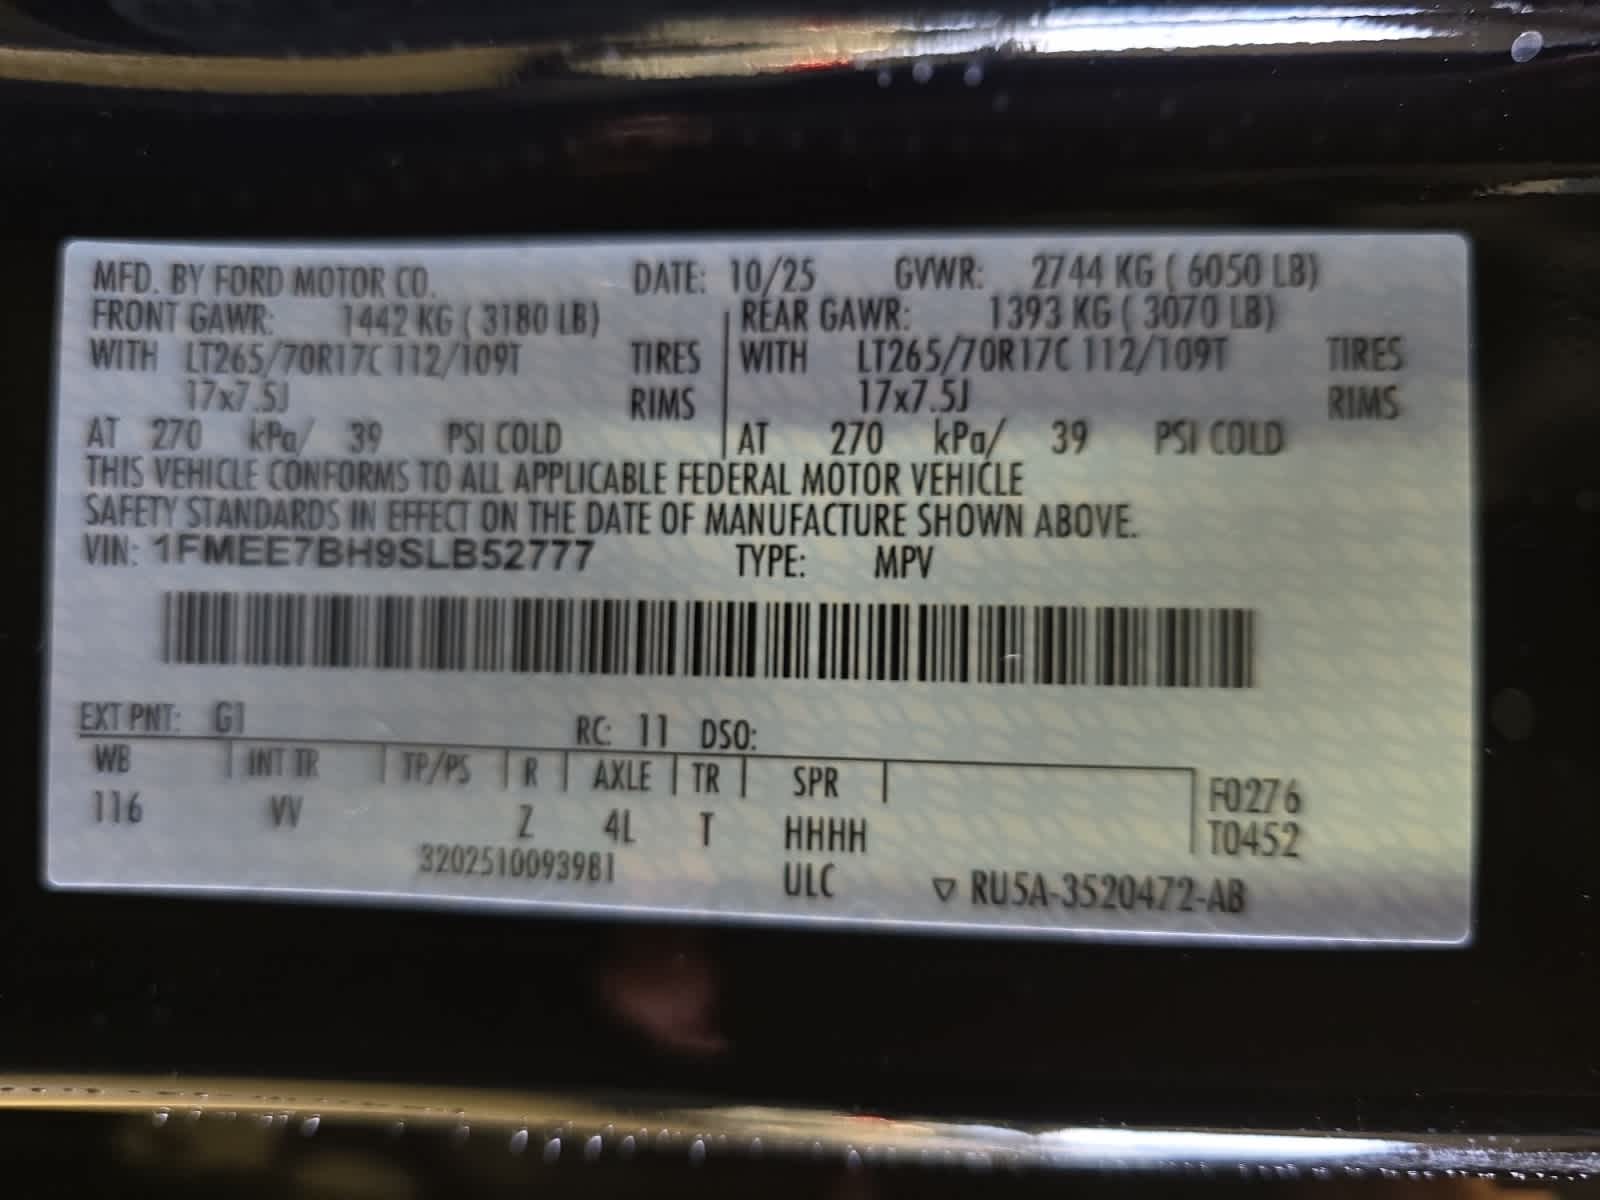 MFD. BY FORD MOTOR CO. DATE: 10/25 GVWR: 2744 KG ( 6050 LB)
FRONT GAWR: 1442 KG ( 3180 LB) REAR GAWR: 1393 KG ( 3070 LB)
WITH LT265/70R17C 112/109T TIRES WITH LT265/70R17C 112/109T TIRES
17x7.5J RIMS 17x7.5J RIMS
AT 270 kPa/ 39 PSI COLD AT 270 kPa/ 39 PSI COLD
THIS VEHICLE CONFORMS TO ALL APPLICABLE FEDERAL MOTOR VEHICLE
SAFETY STANDARDS IN EFFECT ON THE DATE OF MANUFACTURE SHOWN ABOVE.
VIN: 1FMEE7BH9SLB52777 TYPE: MPV
EXT PNT: G1 RC: 11 DSO:
WB INT TR TP/PS R AXLE TR SPR F0276
116 VV Z 4L T HHHH T0452
3202510093981 ULC ▽ RU5A-3520472-AB